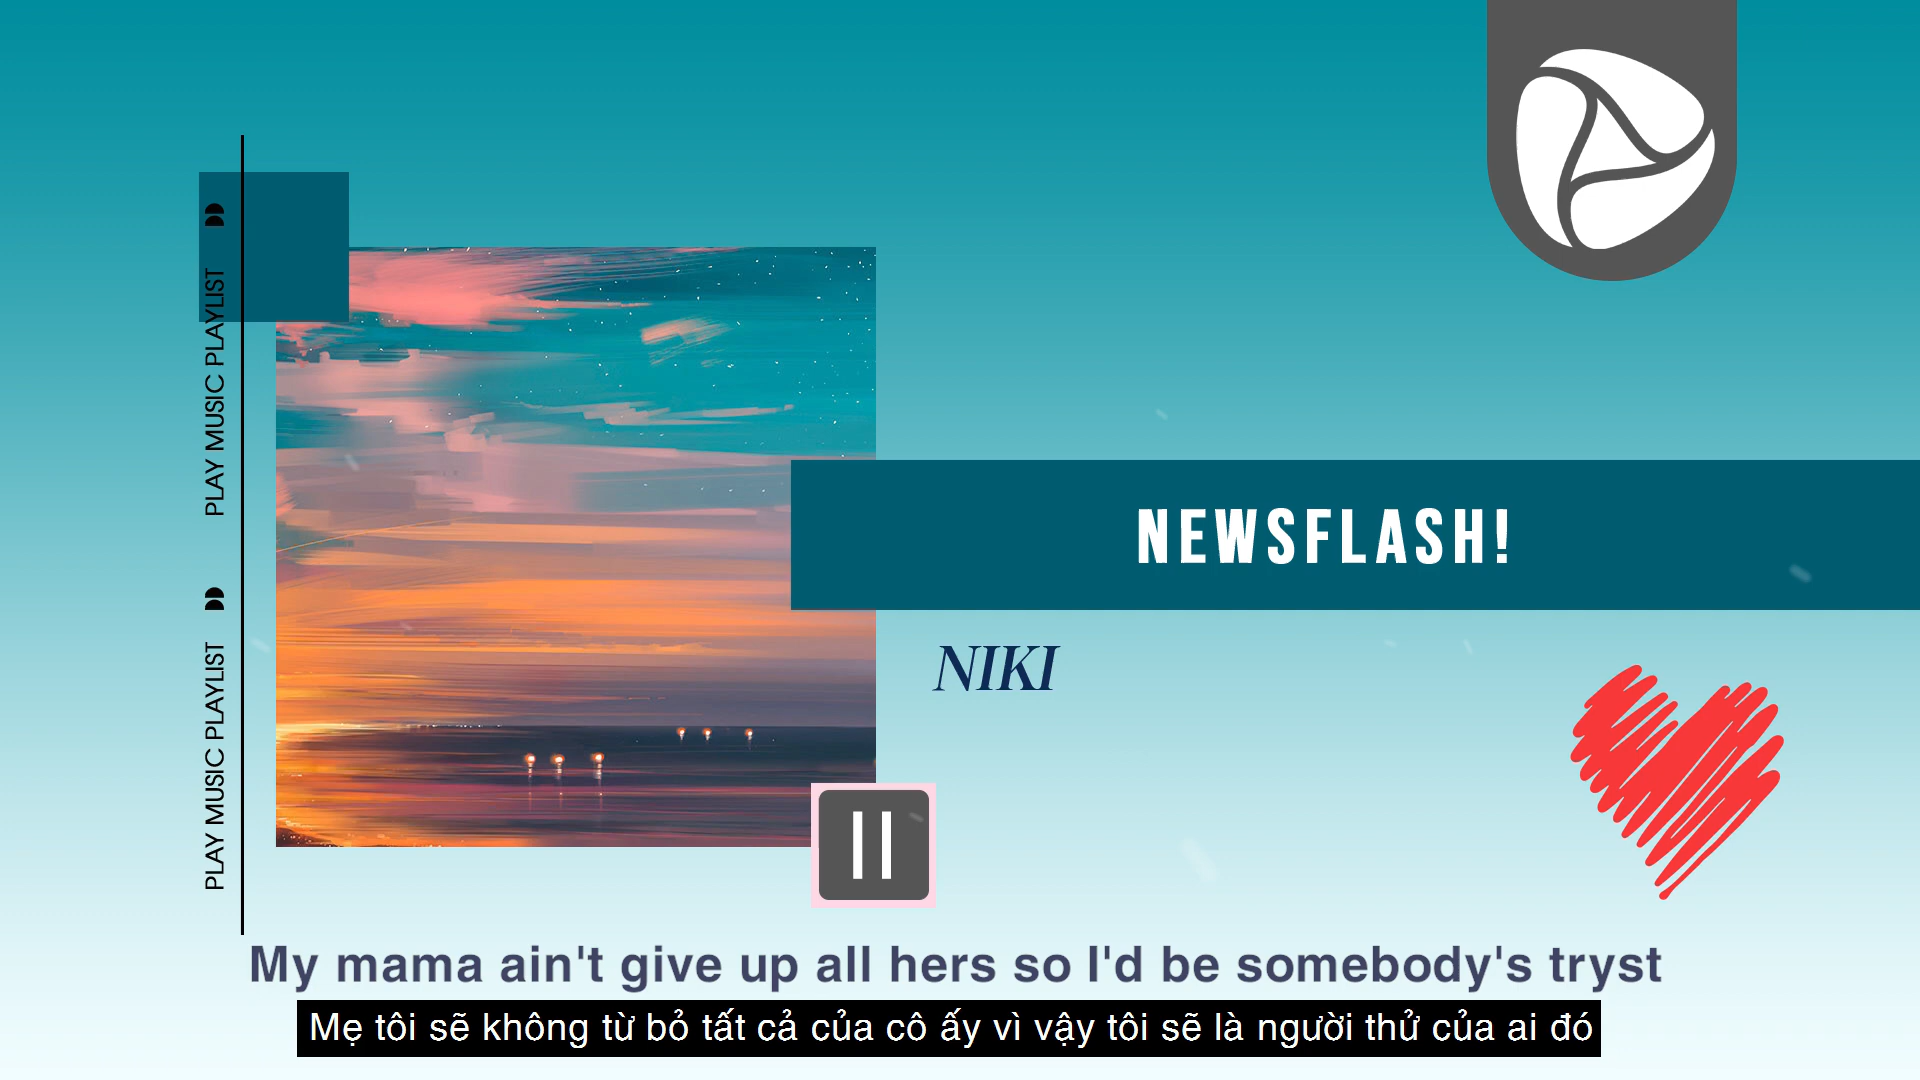 PLAY MUSIC PLAYLIST
PLAY MUSIC PLAYLIST
NEWSFLASH!
NIKI
My mama ain't give up all hers so I'd be somebody's tryst
Mẹ tôi sẽ không từ bỏ tất cả của cô ấy vì vậy tôi sẽ là người thử của ai đó